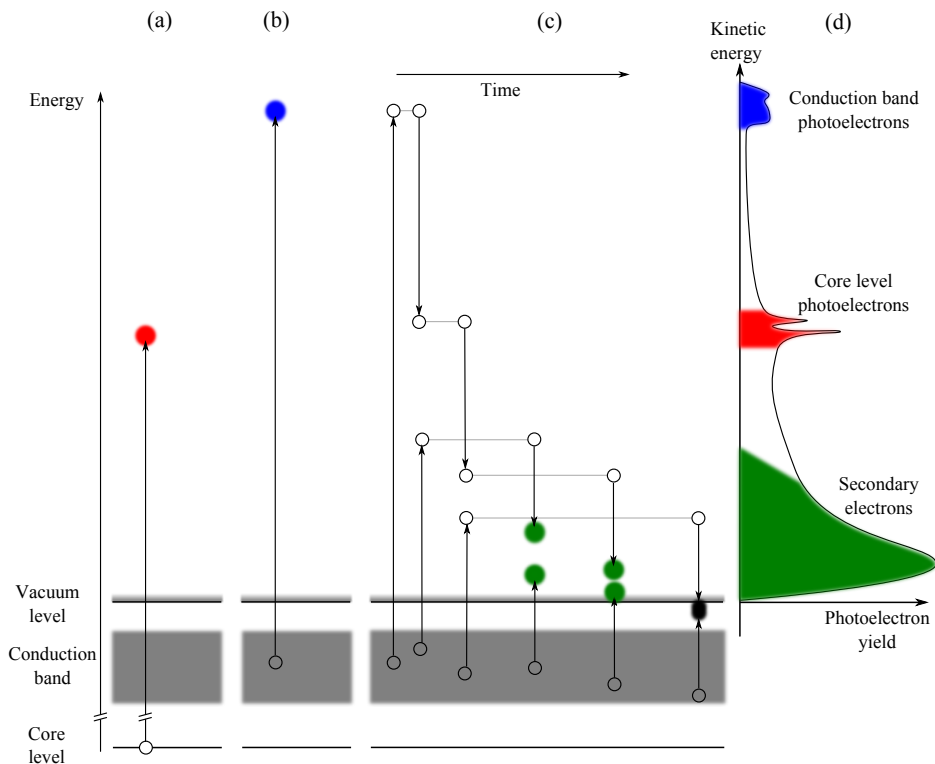 (a)
(b)
(c)
(d)
Kinetic
energy
Time
Energy
Conduction band
photoelectrons
Core level
photoelectrons
Secondary
electrons
Vacuum
level
Photoelectron
yield
Conduction
band
Core
level